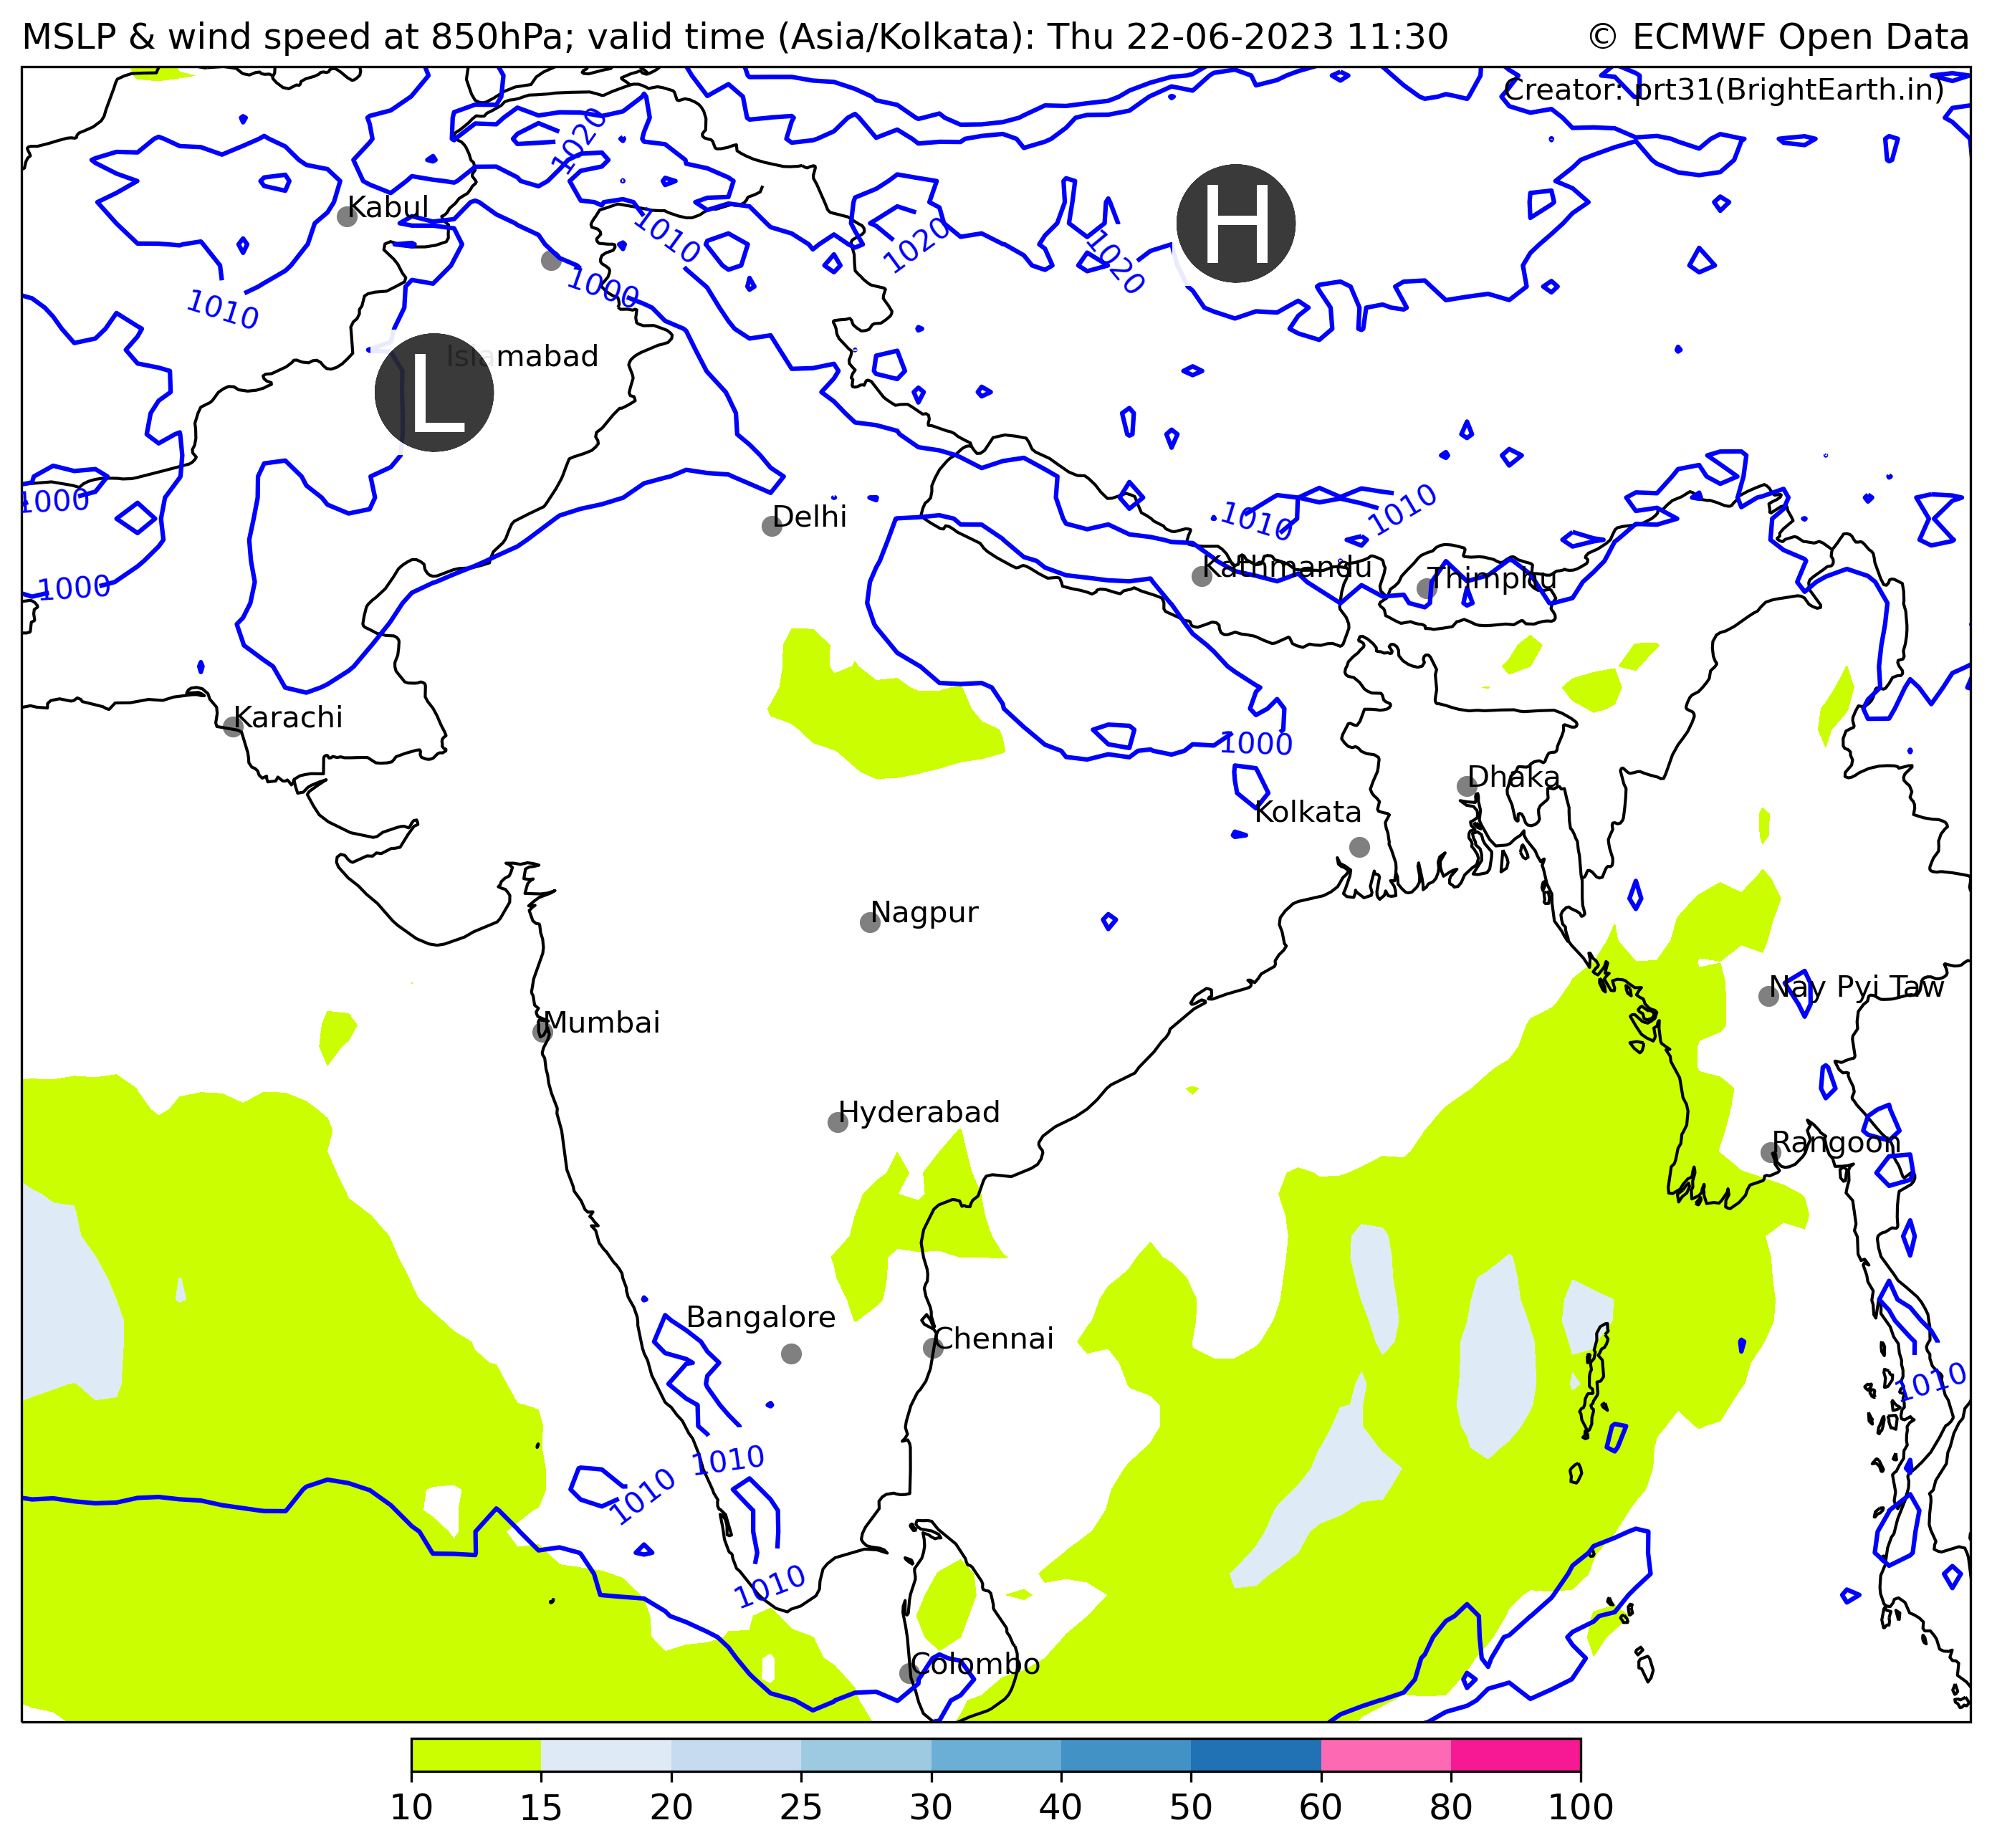 MSLP & wind speed at 850hPa; valid time (Asia/Kolkata): Thu 22-06-2023 11:30
© ECMWF Open Data
Creator: prt31(BrightEarth.in)
1020
Kabul
H
1010
1020
1020
1000
1010
L
Islamabad
1000
1010
1010
Delhi
1000
Kathmandu
Thimphu
Karachi
1000
Dhaka
Kolkata
Nagpur
Nay Pyi Taw
Mumbai
Hyderabad
Rangoon
Bangalore
Chennai
1010
1010
1010
1010
Colombo
10 15 20 25 30 40 50 60 80 100